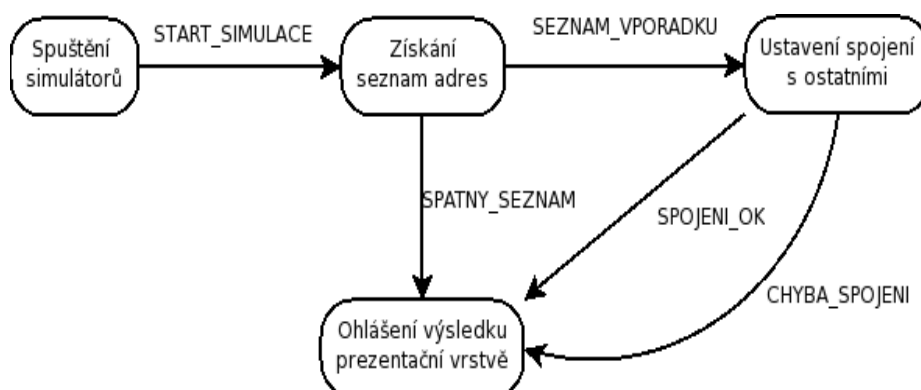 Spuštění
simulátorů
START_SIMULACE
Získání
seznam adres
SEZNAM_VPORADKU
Ustavení spojení
s ostatními
SPATNY_SEZNAM
SPOJENI_OK
CHYBA_SPOJENI
Ohlášení výsledku
prezentační vrstvě